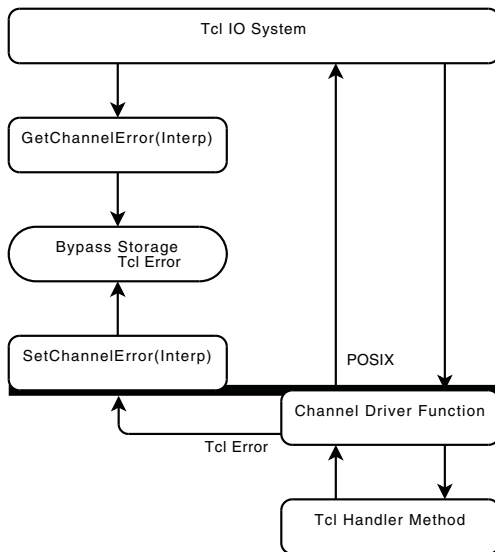 Tcl IO System
GetChannelError(Interp)
Bypass Storage
Tcl Error
SetChannelError(Interp)
POSIX
Channel Driver Function
Tcl Error
Tcl Handler Method